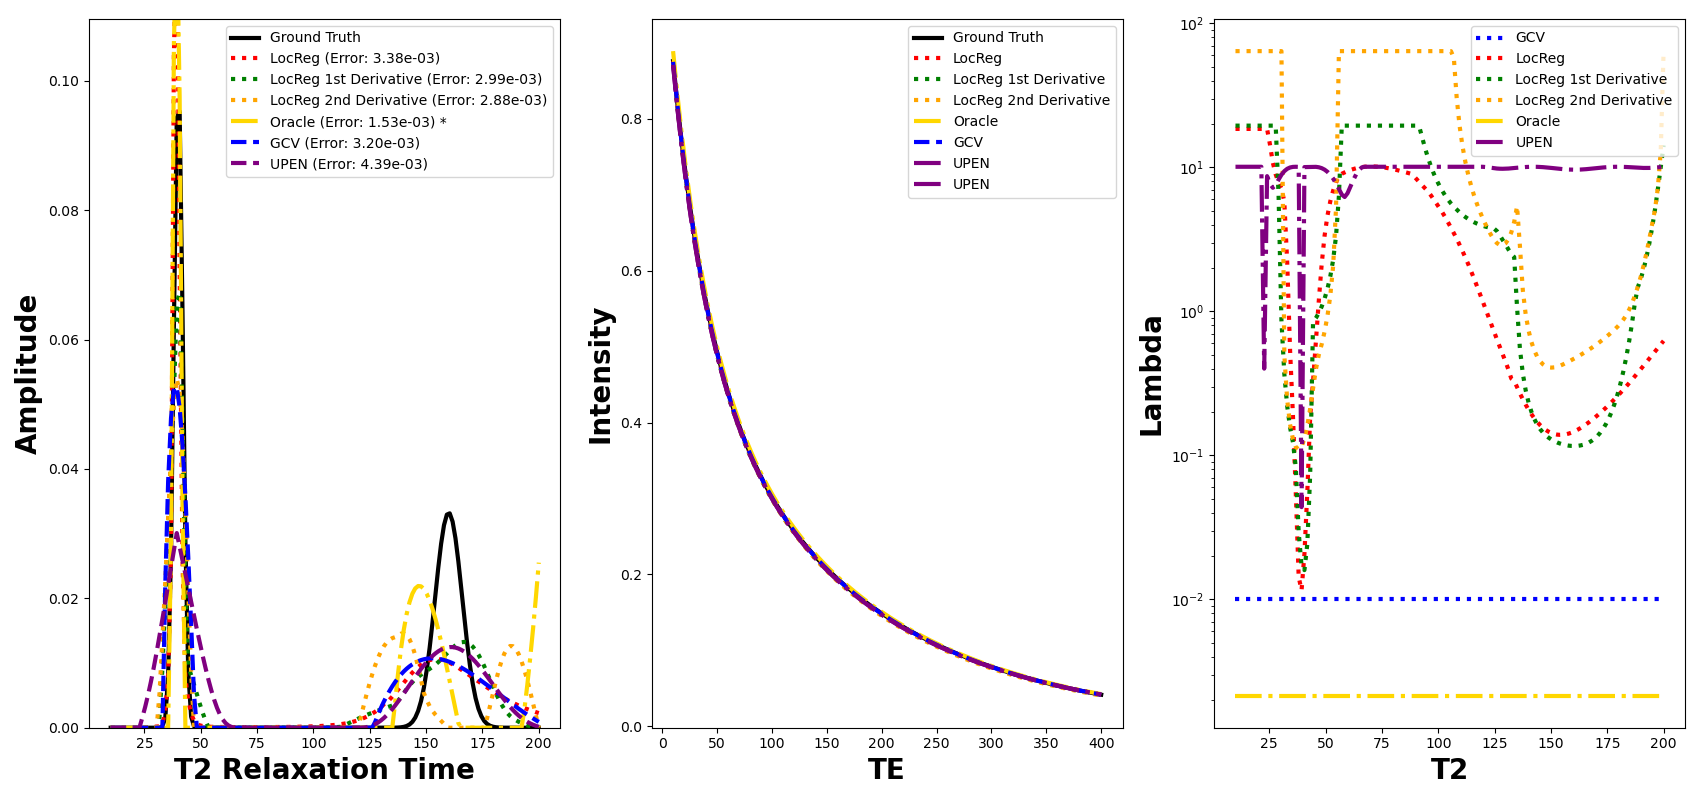 Amplitude
0.10
0.08
0.06
0.04
0.02
0.00
Ground Truth
LocReg (Error: 3.38e-03)
LocReg 1st Derivative (Error: 2.99e-03)
LocReg 2nd Derivative (Error: 2.88e-03)
Oracle (Error: 1.53e-03) *
GCV (Error: 3.20e-03)
UPEN (Error: 4.39e-03)
25 50 75 100 125 150 175 200
T2 Relaxation Time
Intensity
0.8
0.6
0.4
0.2
0.0
Ground Truth
LocReg
LocReg 1st Derivative
LocReg 2nd Derivative
Oracle
GCV
UPEN
UPEN
0 50 100 150 200 250 300 350 400
TE
Lambda
10²
10¹
10⁰
10⁻¹
10⁻²
GCV
LocReg
LocReg 1st Derivative
LocReg 2nd Derivative
Oracle
UPEN
25 50 75 100 125 150 175 200
T2